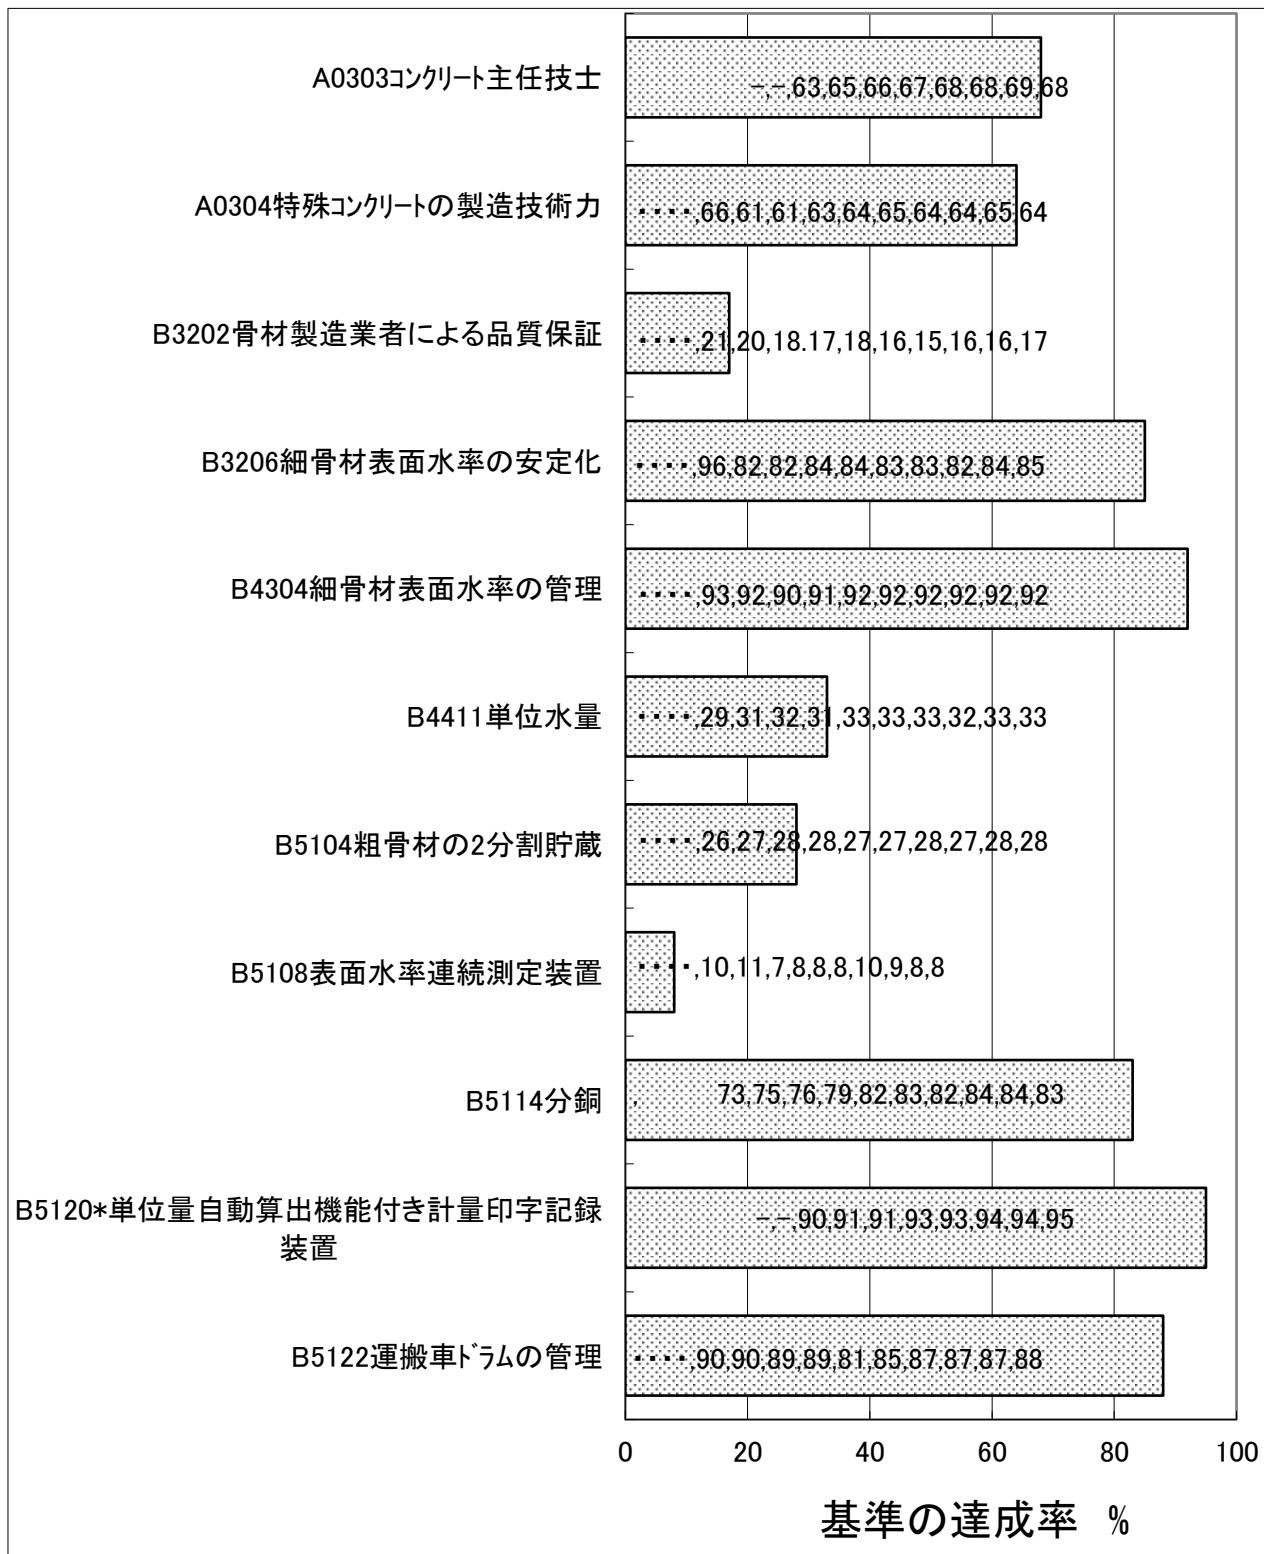 A0303コンクリート主任技士
－,－,63,65,66,67,68,68,69,68
A0304特殊コンクリートの製造技術力
････,66,61,61,63,64,65,64,64,65,64
B3202骨材製造業者による品質保証
････,21,20,18.17,18,16,15,16,16,17
B3206細骨材表面水率の安定化
････,96,82,82,84,84,83,83,82,84,85
B4304細骨材表面水率の管理
････,93,92,90,91,92,92,92,92,92,92
B4411単位水量
････,29,31,32,31,33,33,33,32,33,33
B5104粗骨材の2分割貯蔵
････,26,27,28,28,27,27,28,27,28,28
B5108表面水率連続測定装置
････,10,11,7,8,8,8,10,9,8,8
B5114分銅
, 73,75,76,79,82,83,82,84,84,83
B5120*単位量自動算出機能付き計量印字記録
装置
－,－,90,91,91,93,93,94,94,95
B5122運搬車ドラムの管理
････,90,90,89,89,81,85,87,87,87,88
0 20 40 60 80 100
基準の達成率 %